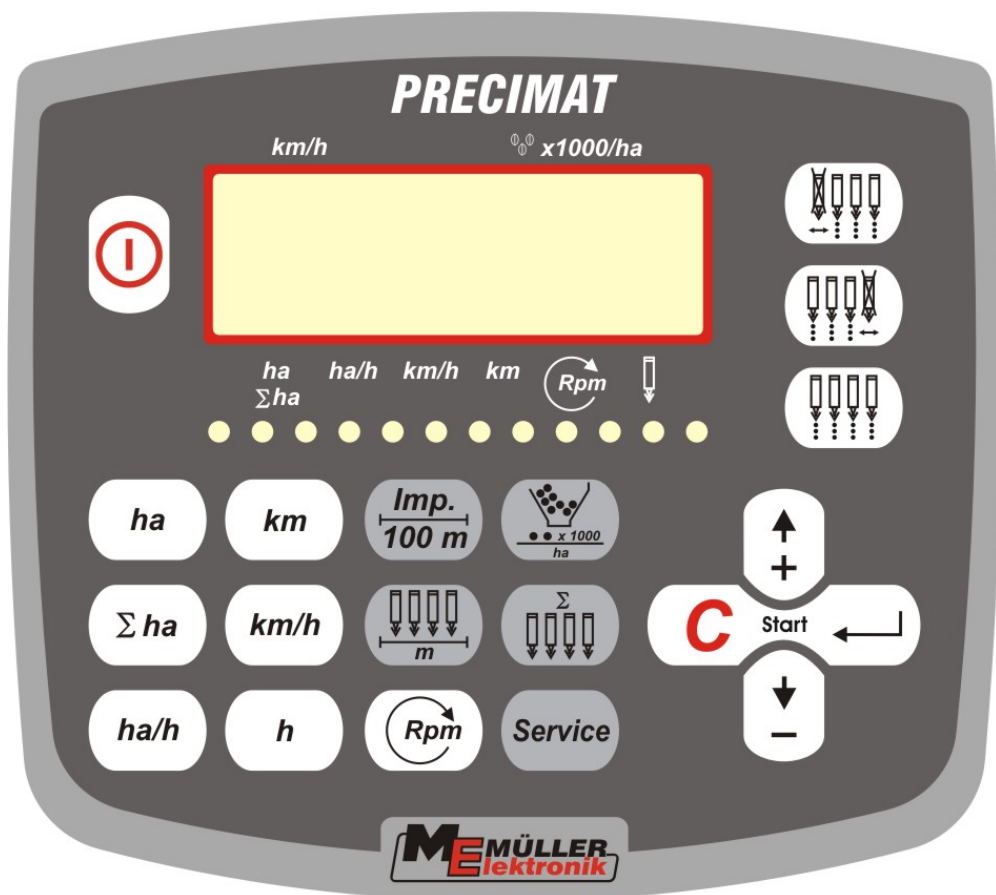 PRECIMAT
km/h x1000/ha
ha ha/h km/h km Rpm
Σha
ha km Imp. 100 m x 1000 ha
+
Σ ha km/h m Σ C Start
ha/h h Rpm Service −
ME MÜLLER
Elektronik